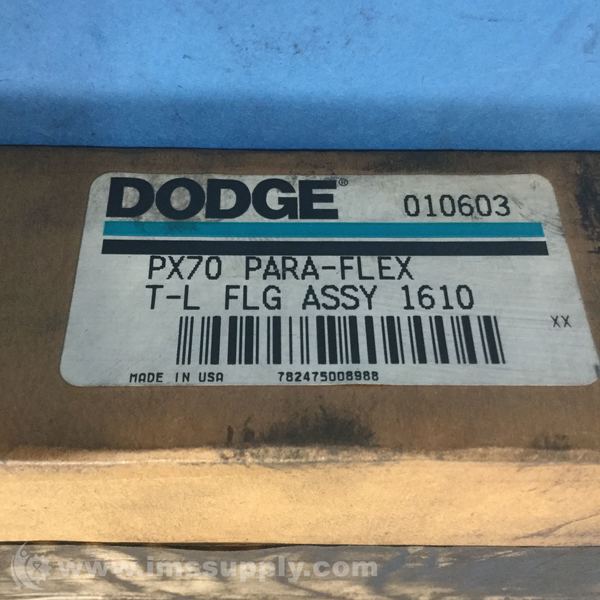 DODGE® 010603
PX70 PARA-FLEX
T-L FLG ASSY 1610
XX
MADE IN USA 782475008988
www.imssupply.com